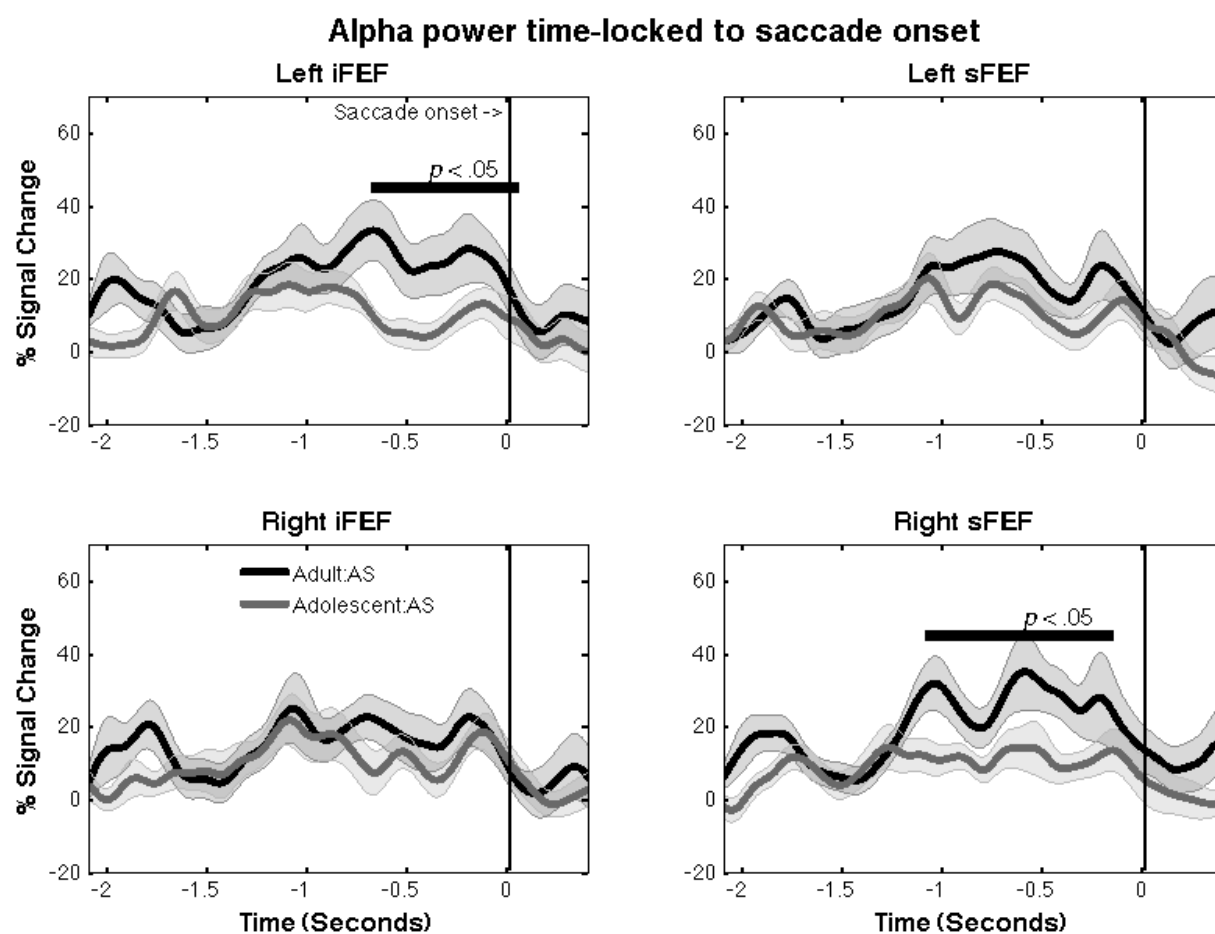 Alpha power time-locked to saccade onset
Left iFEF
Saccade onset ->
p < .05
% Signal Change
60
40
20
0
-20
-2
-1.5
-1
-0.5
0
Left sFEF
60
40
20
0
-20
-2
-1.5
-1
-0.5
0
Right iFEF
Adult:AS
Adolescent:AS
% Signal Change
60
40
20
0
-20
-2
-1.5
-1
-0.5
0
Time (Seconds)
Right sFEF
p < .05
60
40
20
0
-20
-2
-1.5
-1
-0.5
0
Time (Seconds)